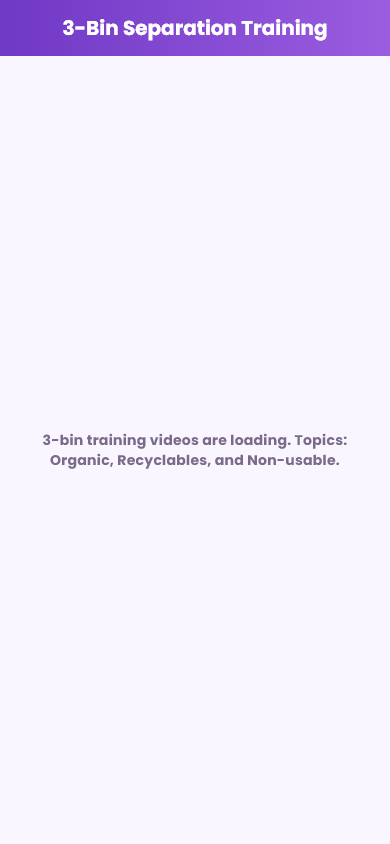 3-Bin Separation Training
3-bin training videos are loading. Topics:
Organic, Recyclables, and Non-usable.